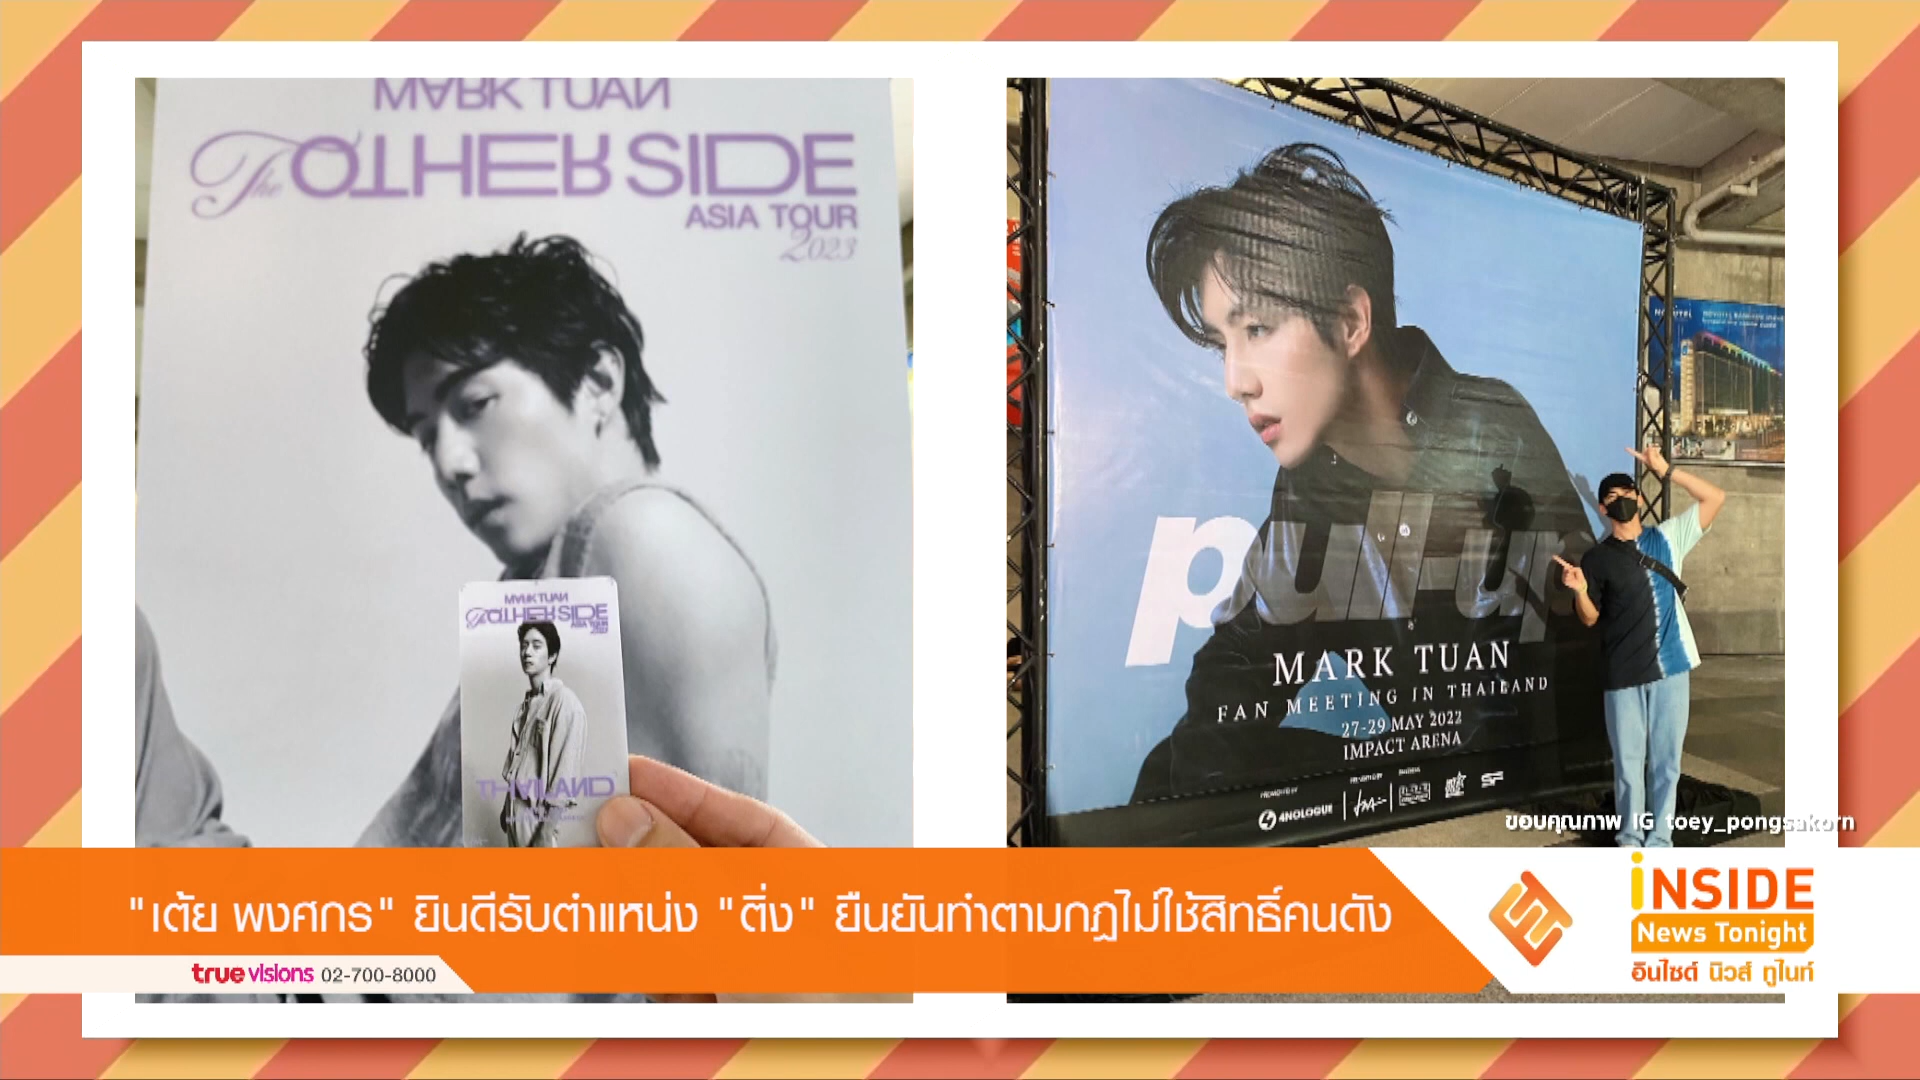 MARK TUAN
The OTHER SIDE
ASIA TOUR
2023
MARK TUAN
The OTHER SIDE
ASIA TOUR
2023
THAILAND
pull-up
MARK TUAN
FAN MEETING IN THAILAND
27-29 MAY 2022
IMPACT ARENA
PROMOTED BY
4NOLOGUE
NOVOTEL
ขอบคุณภาพ IG toey_pongsakorn
"เต้ย พงศกร" ยินดีรับตำแหน่ง "ติ่ง" ยืนยันทำตามกฎไม่ใช้สิทธิ์คนดัง
true visions 02-700-8000
iNSIDE
News Tonight
อินไซด์ นิวส์ ทูไนท์